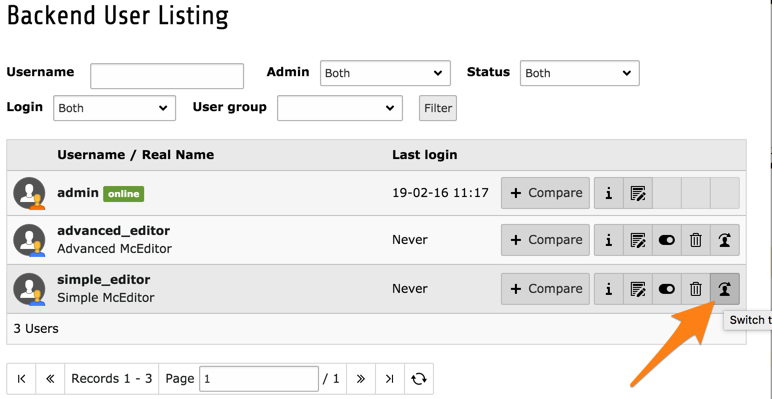 Backend User Listing
Username Admin Both Status Both
Login Both User group Filter
Username / Real Name Last login
admin online 19-02-16 11:17 + Compare
advanced_editor
Advanced McEditor Never + Compare
simple_editor
Simple McEditor Never + Compare
Switch t
3 Users
Records 1 - 3 Page 1 / 1